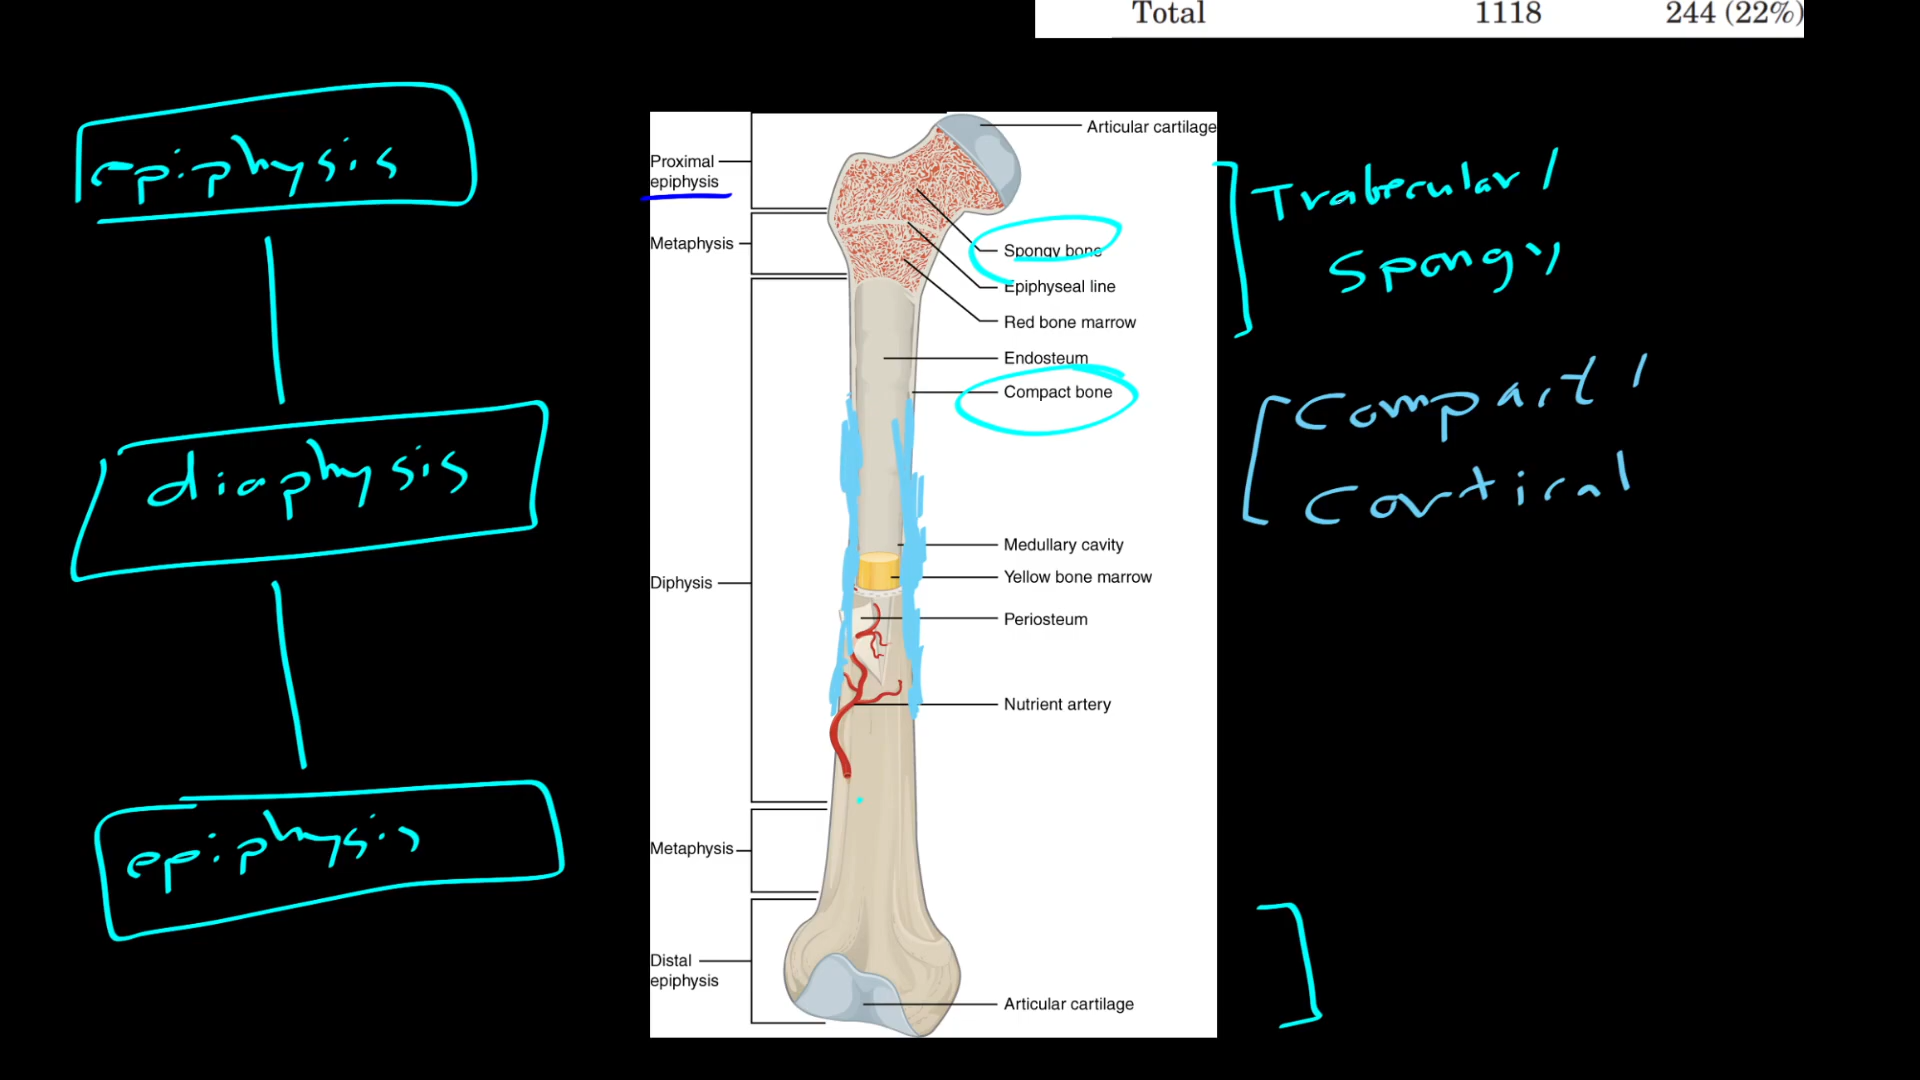 Total 1118 244 (22%)
epiphysis
diaphysis
epiphysis
Proximal
epiphysis
Metaphysis
Diphysis
Metaphysis
Distal
epiphysis
Articular cartilage
Spongy bone
Epiphyseal line
Red bone marrow
Endosteum
Compact bone
Medullary cavity
Yellow bone marrow
Periosteum
Nutrient artery
Articular cartilage
Trabecular /
Spongy
Compact /
Cortical